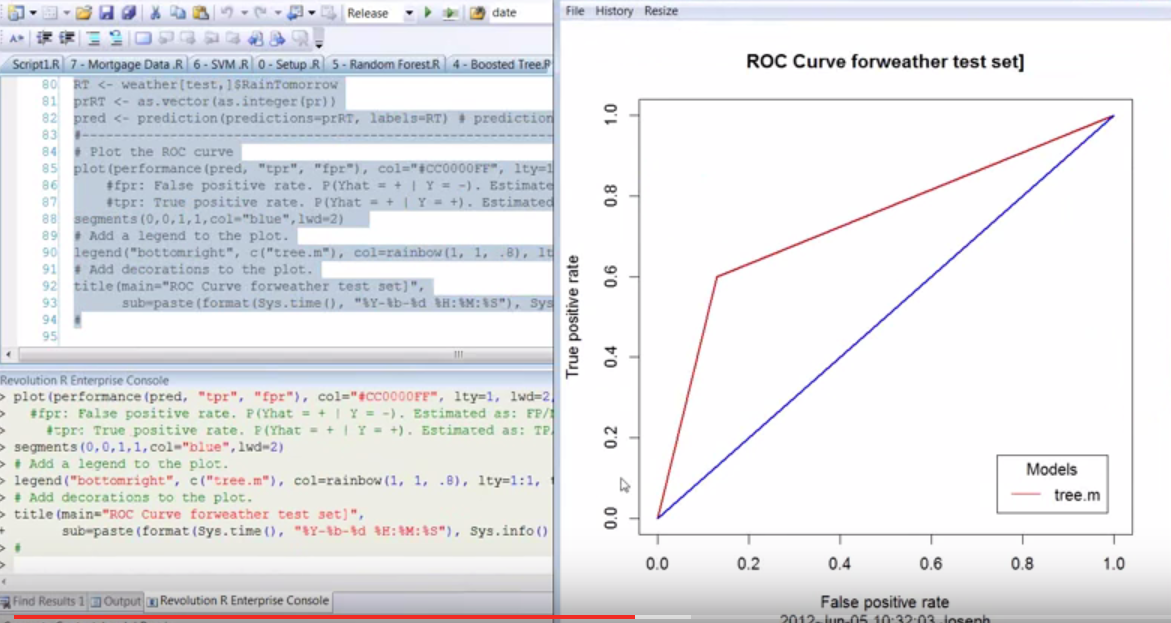 Release
date
Script1.R 7 - Mortgage Data .R 6 - SVM .R 0 - Setup .R 5 - Random Forest.R 4 - Boosted Tree.R
80 RT <- weather[test,]$RainTomorrow
81 prRT <- as.vector(as.integer(pr))
82 pred <- prediction(predictions=prRT, labels=RT) # prediction
83 #----------------------------------------------------------
84 # Plot the ROC curve
85 plot(performance(pred, "tpr", "fpr"), col="#CC0000FF", lty=1
86 #fpr: False positive rate. P(Yhat = + | Y = -). Estimate
87 #tpr: True positive rate. P(Yhat = + | Y = +). Estimated
88 segments(0,0,1,1,col="blue",lwd=2)
89 # Add a legend to the plot.
90 legend("bottomright", c("tree.m"), col=rainbow(1, 1, .8), lt
91 # Add decorations to the plot.
92 title(main="ROC Curve forweather test set]",
93 sub=paste(format(Sys.time(), "%Y-%b-%d %H:%M:%S"), Sys
94 #
95
Revolution R Enterprise Console
> plot(performance(pred, "tpr", "fpr"), col="#CC0000FF", lty=1, lwd=2,
> #fpr: False positive rate. P(Yhat = + | Y = -). Estimated as: FP/
> #tpr: True positive rate. P(Yhat = + | Y = +). Estimated as: TP/
> segments(0,0,1,1,col="blue",lwd=2)
> # Add a legend to the plot.
> legend("bottomright", c("tree.m"), col=rainbow(1, 1, .8), lty=1:1,
> # Add decorations to the plot.
> title(main="ROC Curve forweather test set]",
+ sub=paste(format(Sys.time(), "%Y-%b-%d %H:%M:%S"), Sys.info()
> #
>
Find Results 1 Output Revolution R Enterprise Console
File History Resize
ROC Curve forweather test set]
True positive rate
1.0
0.8
0.6
0.4
0.2
0.0
Models
tree.m
0.0 0.2 0.4 0.6 0.8 1.0
False positive rate
2012-Jun-05 10:32:03 Joseph